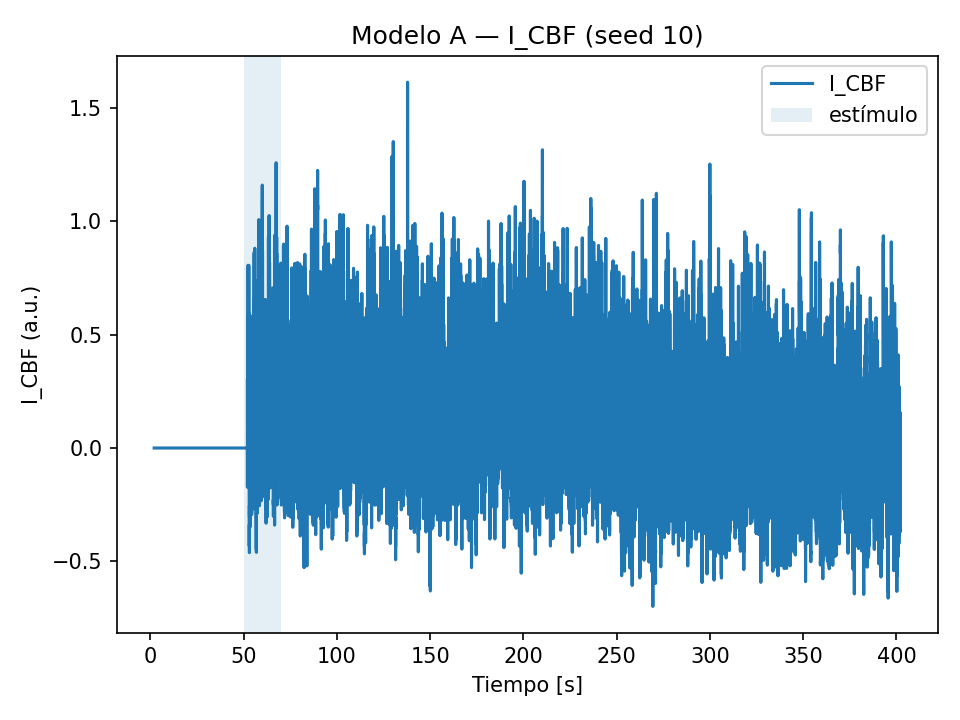 Modelo A — I_CBF (seed 10)
I_CBF
estímulo
I_CBF (a.u.)
1.5
1.0
0.5
0.0
−0.5
0 50 100 150 200 250 300 350 400
Tiempo [s]